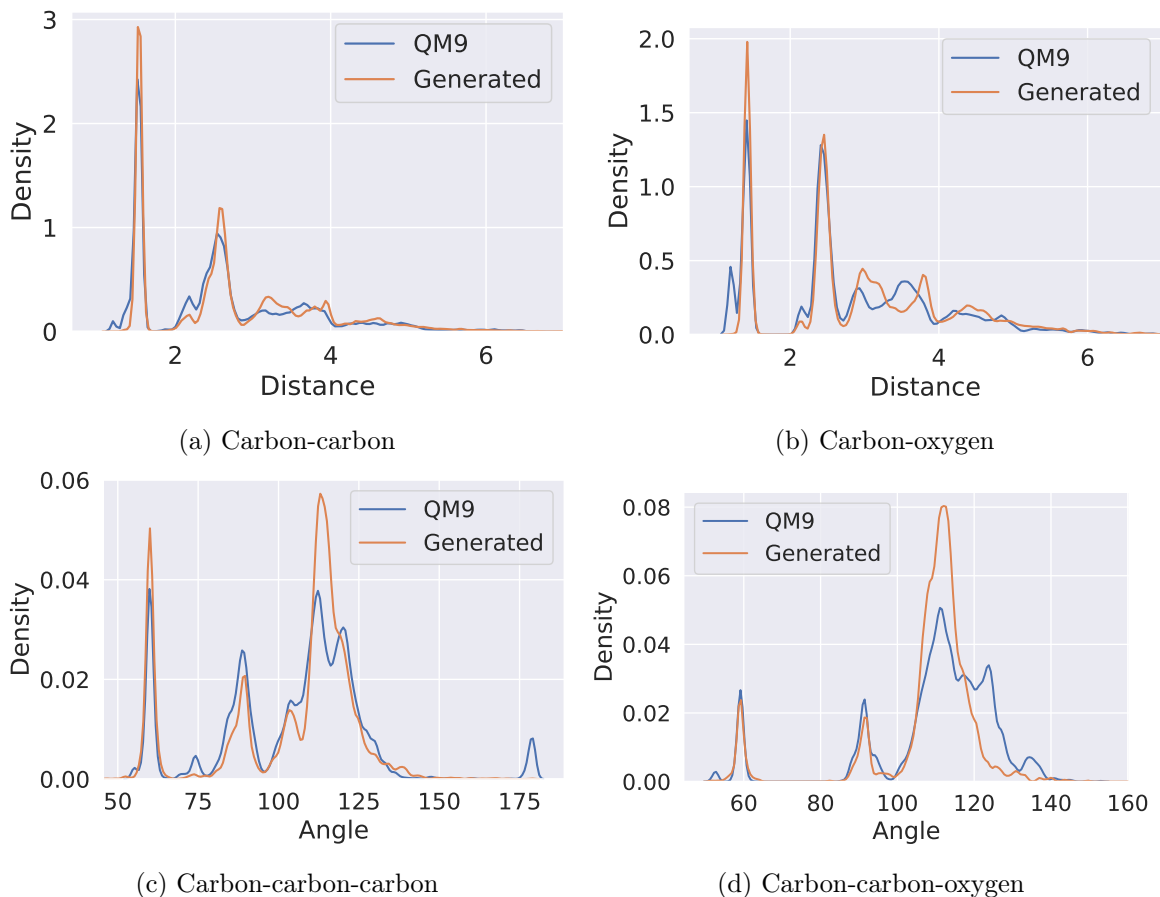 3
2
1
0
Density
QM9
Generated
2
4
6
Distance
(a) Carbon-carbon
2.0
1.5
1.0
0.5
0.0
Density
QM9
Generated
2
4
6
Distance
(b) Carbon-oxygen
0.06
0.04
0.02
0.00
Density
QM9
Generated
50
75
100
125
150
175
Angle
(c) Carbon-carbon-carbon
0.08
0.06
0.04
0.02
0.00
Density
QM9
Generated
60
80
100
120
140
160
Angle
(d) Carbon-carbon-oxygen